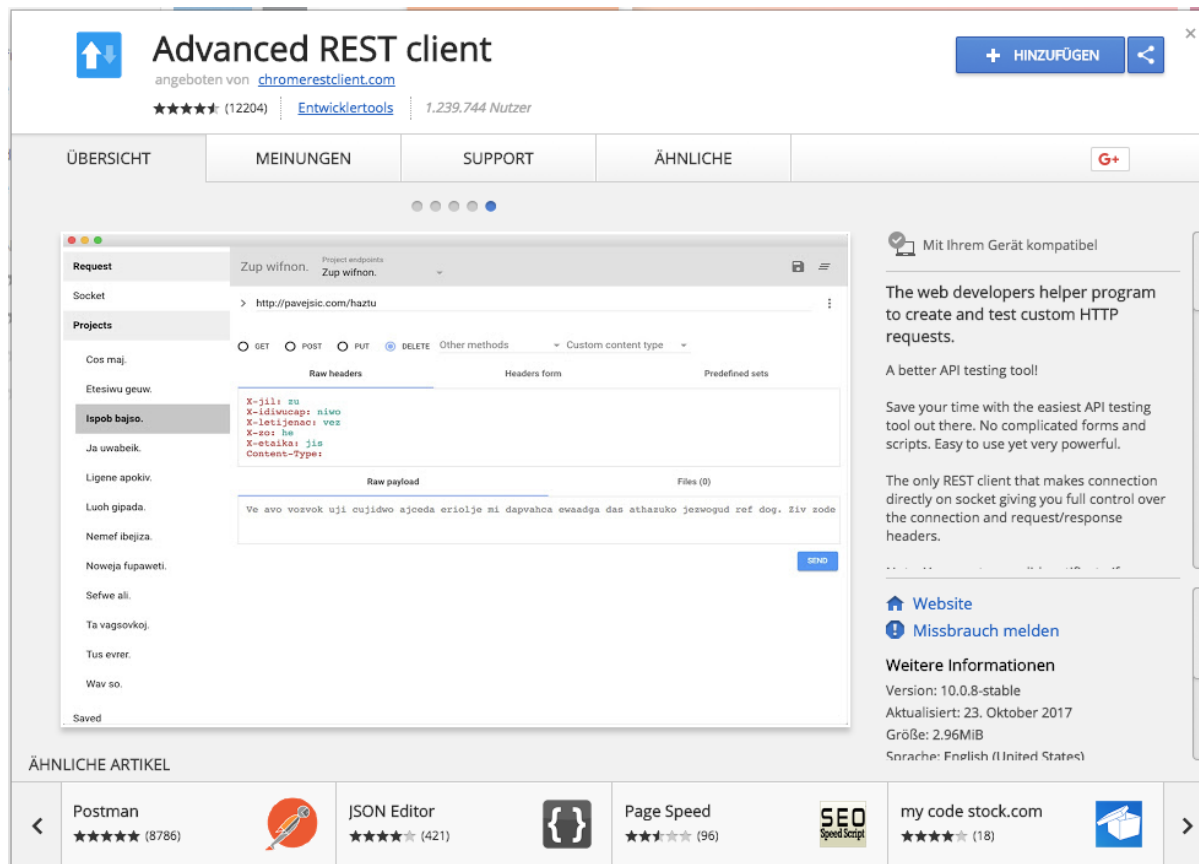 Advanced REST client
angeboten von chromerestclient.com
(12204) Entwicklertools 1.239.744 Nutzer
HINZUFÜGEN
ÜBERSICHT MEINUNGEN SUPPORT ÄHNLICHE
G+
Request
Socket
Projects
Cos maj.
Etesiwu geuw.
Ispob bajso.
Ja uwabeik.
Ligene apokiv.
Luoh gipada.
Nemef ibejiza.
Noweja fupaweti.
Sefwe ali.
Ta vagsovkoj.
Tus evrer.
Wav so.
Saved
Zup wifnon.
Project endpoints
Zup wifnon.
http://pavejsic.com/haztu
GET POST PUT DELETE Other methods Custom content type
Raw headers Headers form Predefined sets
X-jil: zu
X-idiwucap: niwo
X-letijenac: vez
X-zo: he
X-etaika: jis
Content-Type:
Raw payload Files (0)
Ve avo vozvok uji cujidwo ajceda eriolje mi dapvahca ewaadga das athazuko jezwogud ref dog. Ziv zode
SEND
Mit Ihrem Gerät kompatibel
The web developers helper program
to create and test custom HTTP
requests.
A better API testing tool!
Save your time with the easiest API testing
tool out there. No complicated forms and
scripts. Easy to use yet very powerful.
The only REST client that makes connection
directly on socket giving you full control over
the connection and request/response
headers.
Website
Missbrauch melden
Weitere Informationen
Version: 10.0.8-stable
Aktualisiert: 23. Oktober 2017
Größe: 2.96MiB
Sprache: English (United States)
ÄHNLICHE ARTIKEL
Postman
(8786)
JSON Editor
(421)
Page Speed
(96)
SEO
Speed Script
my code stock.com
(18)